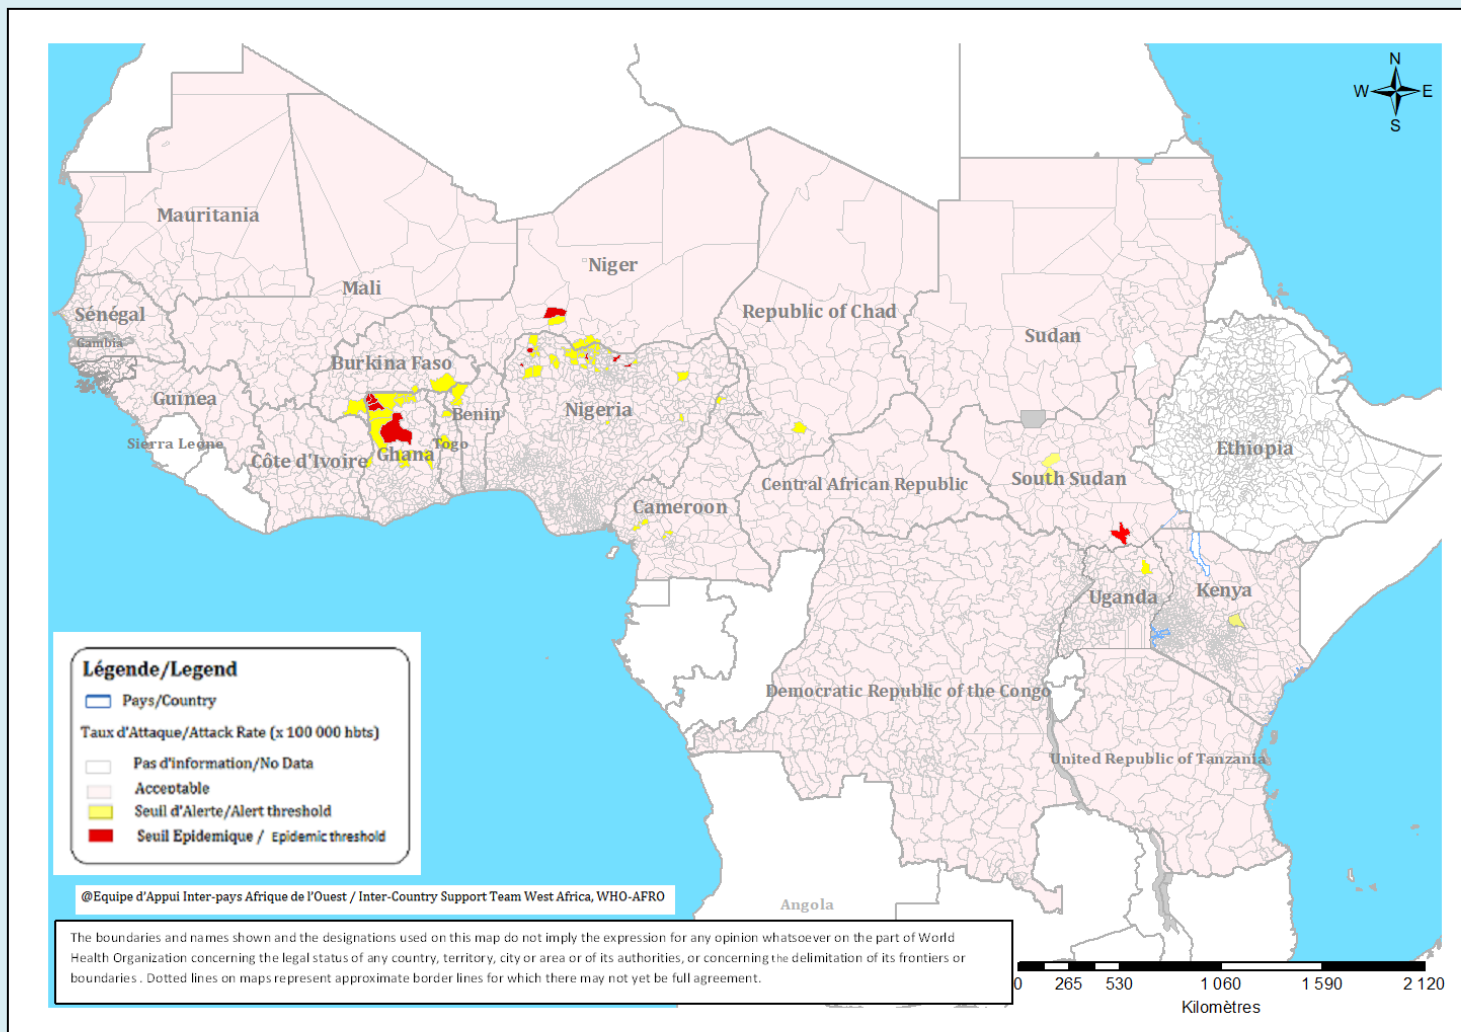 N
W E
S
Mauritania
Niger
Mali
Republic of Chad
Sénégal
Sudan
Gambia
Burkina Faso
Guinea
Benin
Nigeria
Sierra Leone
Togo
Ethiopia
Côte d'Ivoire
Ghana
South Sudan
Central African Republic
Cameroon
Uganda
Kenya
Democratic Republic of the Congo
United Republic of Tanzania
Angola
Légende/Legend
Pays/Country
Taux d'Attaque/Attack Rate (x 100 000 hbts)
Pas d'information/No Data
Acceptable
Seuil d'Alerte/Alert threshold
Seuil Epidemique / Epidemic threshold
@Equipe d'Appui Inter-pays Afrique de l'Ouest / Inter-Country Support Team West Africa, WHO-AFRO
The boundaries and names shown and the designations used on this map do not imply the expression for any opinion whatsoever on the part of World
Health Organization concerning the legal status of any country, territory, city or area or of its authorities, or concerning the delimitation of its frontiers or
boundaries . Dotted lines on maps represent approximate border lines for which there may not yet be full agreement.
0 265 530 1 060 1 590 2 120
Kilomètres